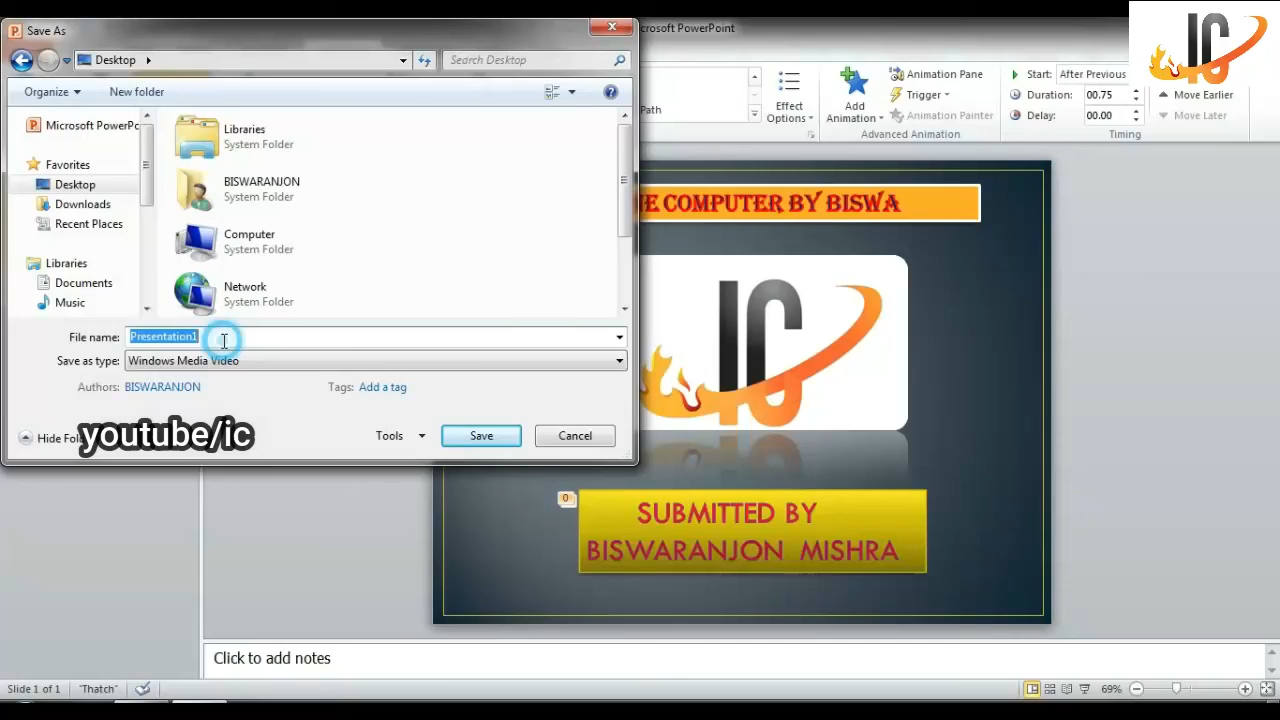 Save As
crosoft PowerPoint
IC
Desktop
Search Desktop
Organize
New folder
Microsoft PowerPo
Favorites
Desktop
Downloads
Recent Places
Libraries
Documents
Music
Libraries
System Folder
BISWARANJON
System Folder
Computer
System Folder
Network
System Folder
File name: Presentation1
Save as type: Windows Media Video
Authors: BISWARANJON
Tags: Add a tag
Hide Fol
youtube/ic
Tools
Save
Cancel
Path
Effect
Options
Add
Animation
Animation Pane
Trigger
Animation Painter
Advanced Animation
Start: After Previous
Duration: 00.75
Delay: 00.00
Move Earlier
Move Later
Timing
NE COMPUTER BY BISWA
IC
0
SUBMITTED BY
BISWARANJON MISHRA
Click to add notes
Slide 1 of 1
"Thatch"
69%